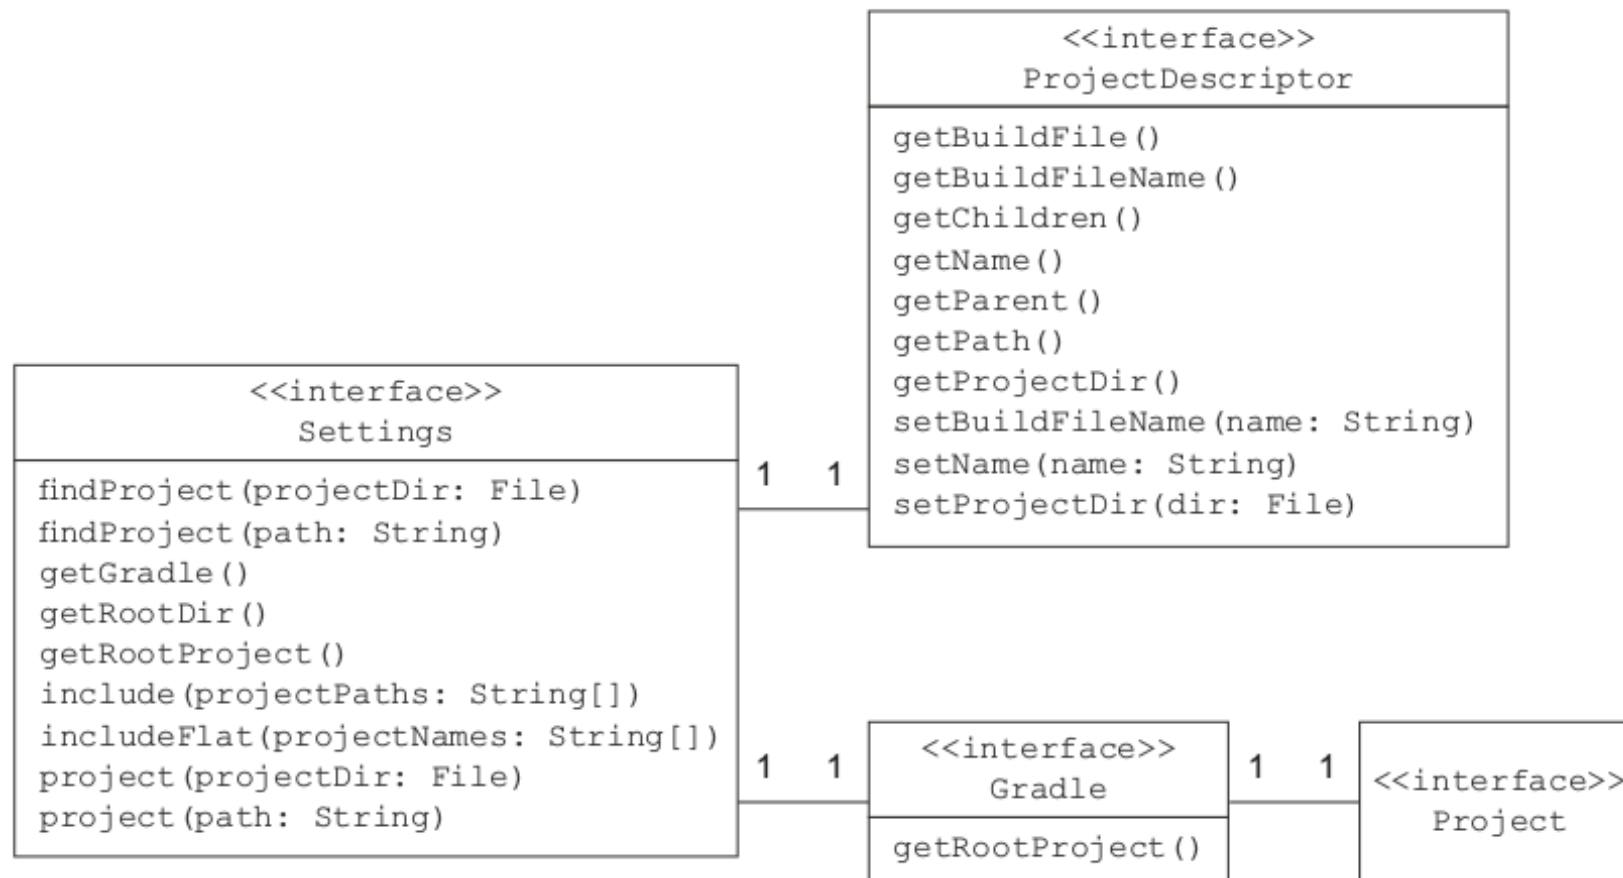 <<interface>>
ProjectDescriptor
getBuildFile()
getBuildFileName()
getChildren()
getName()
getParent()
getPath()
getProjectDir()
setBuildFileName(name: String)
setName(name: String)
setProjectDir(dir: File)
<<interface>>
Settings
findProject(projectDir: File)
findProject(path: String)
getGradle()
getRootDir()
getRootProject()
include(projectPaths: String[])
includeFlat(projectNames: String[])
project(projectDir: File)
project(path: String)
1 1
1 1
<<interface>>
Gradle
getRootProject()
1 1
<<interface>>
Project